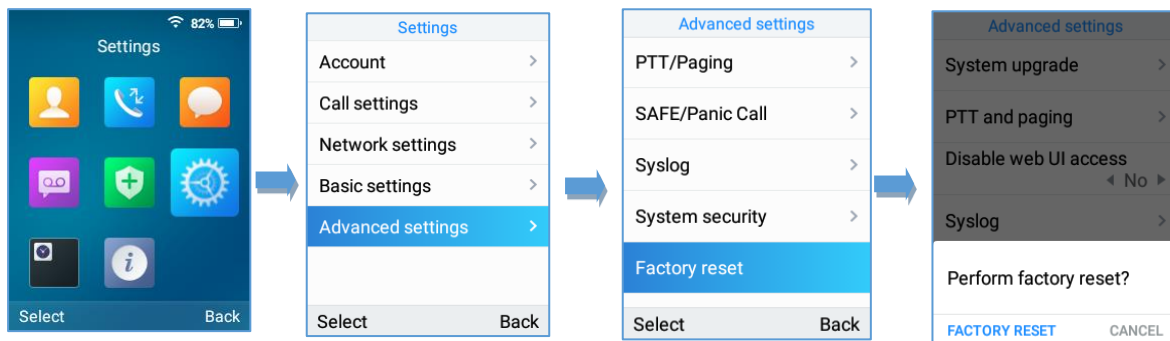 82%
Settings
Select Back
Settings
Account
Call settings
Network settings
Basic settings
Advanced settings
Select Back
Advanced settings
PTT/Paging
SAFE/Panic Call
Syslog
System security
Factory reset
Select Back
Advanced settings
System upgrade
PTT and paging
Disable web UI access
No
Syslog
Perform factory reset?
FACTORY RESET CANCEL